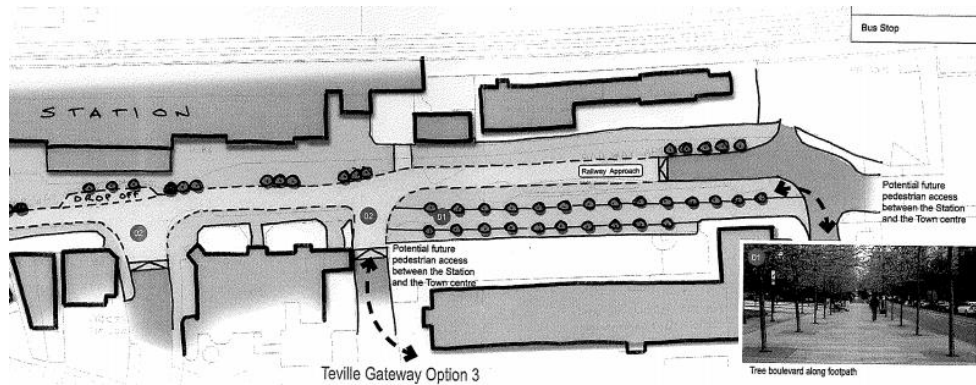 Bus Stop
STATION
DROP OFF
Railway Approach
02
02
01
Potential future
pedestrian access
between the Station
and the Town centre
Potential future
pedestrian access
between the Station
and the Town centre
01
Tree boulevard along footpath
Teville Gateway Option 3